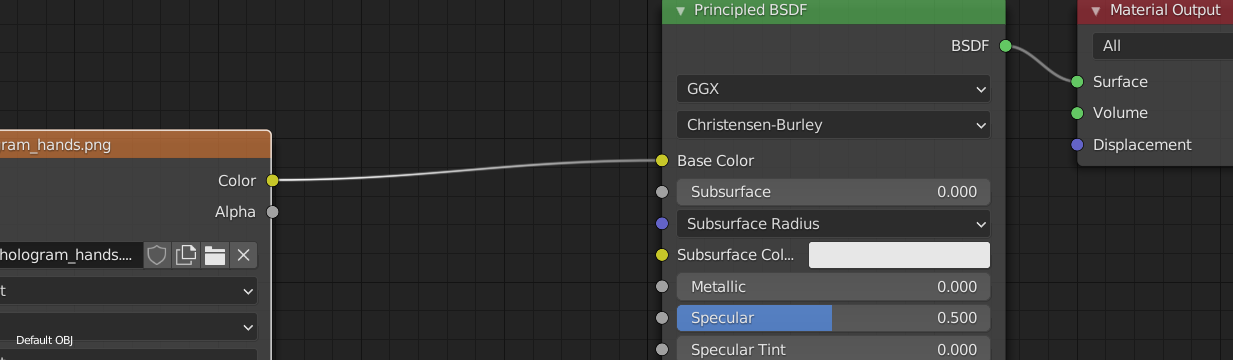 Principled BSDF
BSDF
GGX
Christensen-Burley
Base Color
Subsurface 0.000
Subsurface Radius
Subsurface Col...
Metallic 0.000
Specular 0.500
Specular Tint 0.000
Material Output
All
Surface
Volume
Displacement
ram_hands.png
Color
Alpha
hologram_hands....
t
Default OBJ